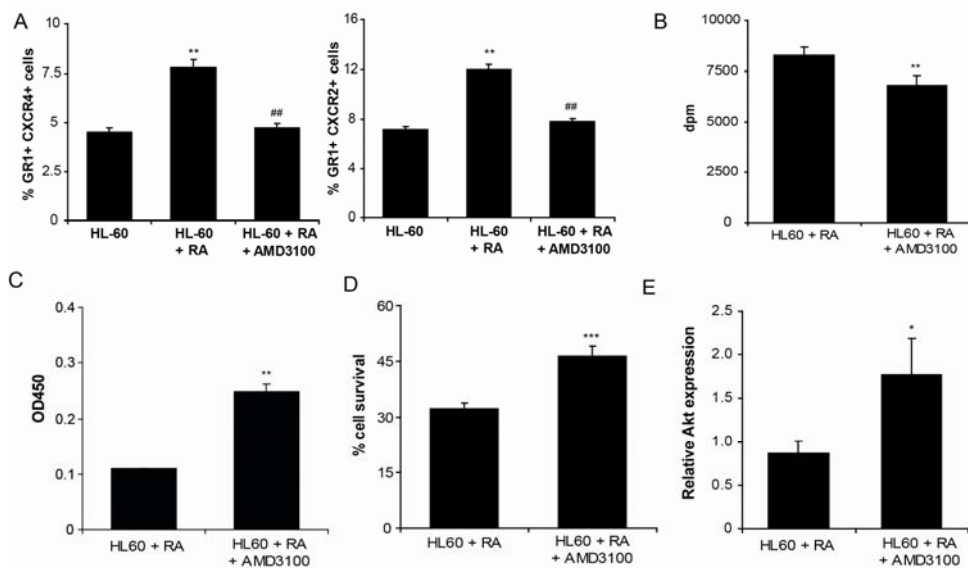 A
% GR1+ CXCR4+ cells
10
7.5
5
2.5
0
**
##
HL-60
HL-60
+ RA
HL-60 + RA
+ AMD3100
% GR1+ CXCR2+ cells
16
12
8
4
0
**
##
HL-60
HL-60
+ RA
HL-60 + RA
+ AMD3100
B
dpm
10000
7500
5000
2500
0
**
HL60 + RA
HL60 + RA
+ AMD3100
C
OD450
0.4
0.3
0.2
0.1
0
**
HL60 + RA
HL60 + RA
+ AMD3100
D
% cell survival
60
45
30
15
0
***
HL60 + RA
HL60 + RA
+ AMD3100
E
Relative Akt expression
2.5
2.0
1.5
1.0
0.5
0
*
HL60 + RA
HL60 + RA
+ AMD3100